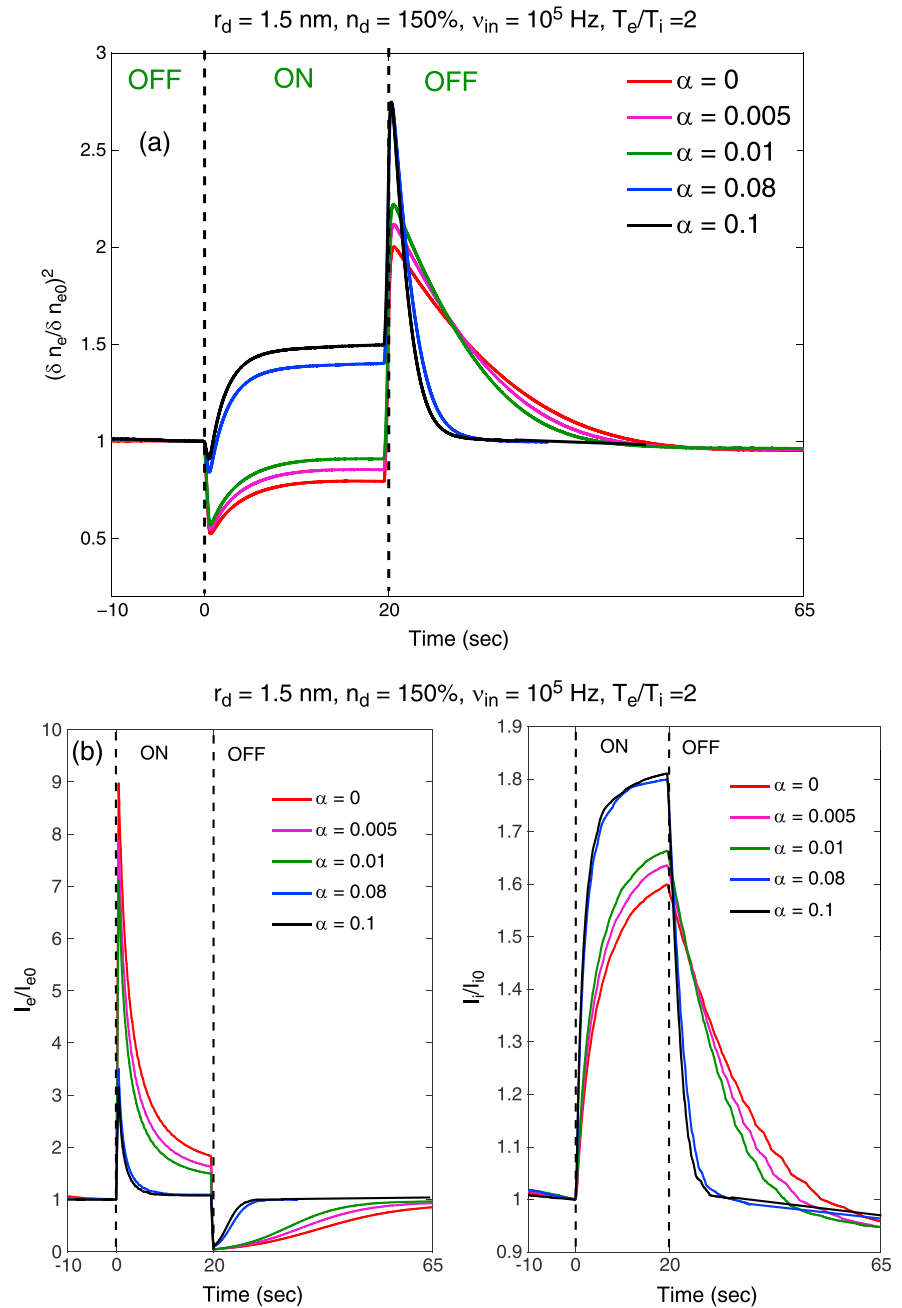 r_d = 1.5 nm, n_d = 150%, ν_in = 10^5 Hz, T_e/T_i =2
3
OFF
ON
OFF
(a)
α = 0
α = 0.005
α = 0.01
α = 0.08
α = 0.1
2.5
2
1.5
1
0.5
(δ n_e/δ n_e0)^2
−10
0
20
65
Time (sec)
r_d = 1.5 nm, n_d = 150%, ν_in = 10^5 Hz, T_e/T_i =2
(b)
ON
OFF
α = 0
α = 0.005
α = 0.01
α = 0.08
α = 0.1
10
9
8
7
6
5
4
3
2
1
0
I_e/I_e0
-10
0
20
65
Time (sec)
ON
OFF
α = 0
α = 0.005
α = 0.01
α = 0.08
α = 0.1
1.9
1.8
1.7
1.6
1.5
1.4
1.3
1.2
1.1
1.0
0.9
I_i/I_i0
-10
0
20
65
Time (sec)